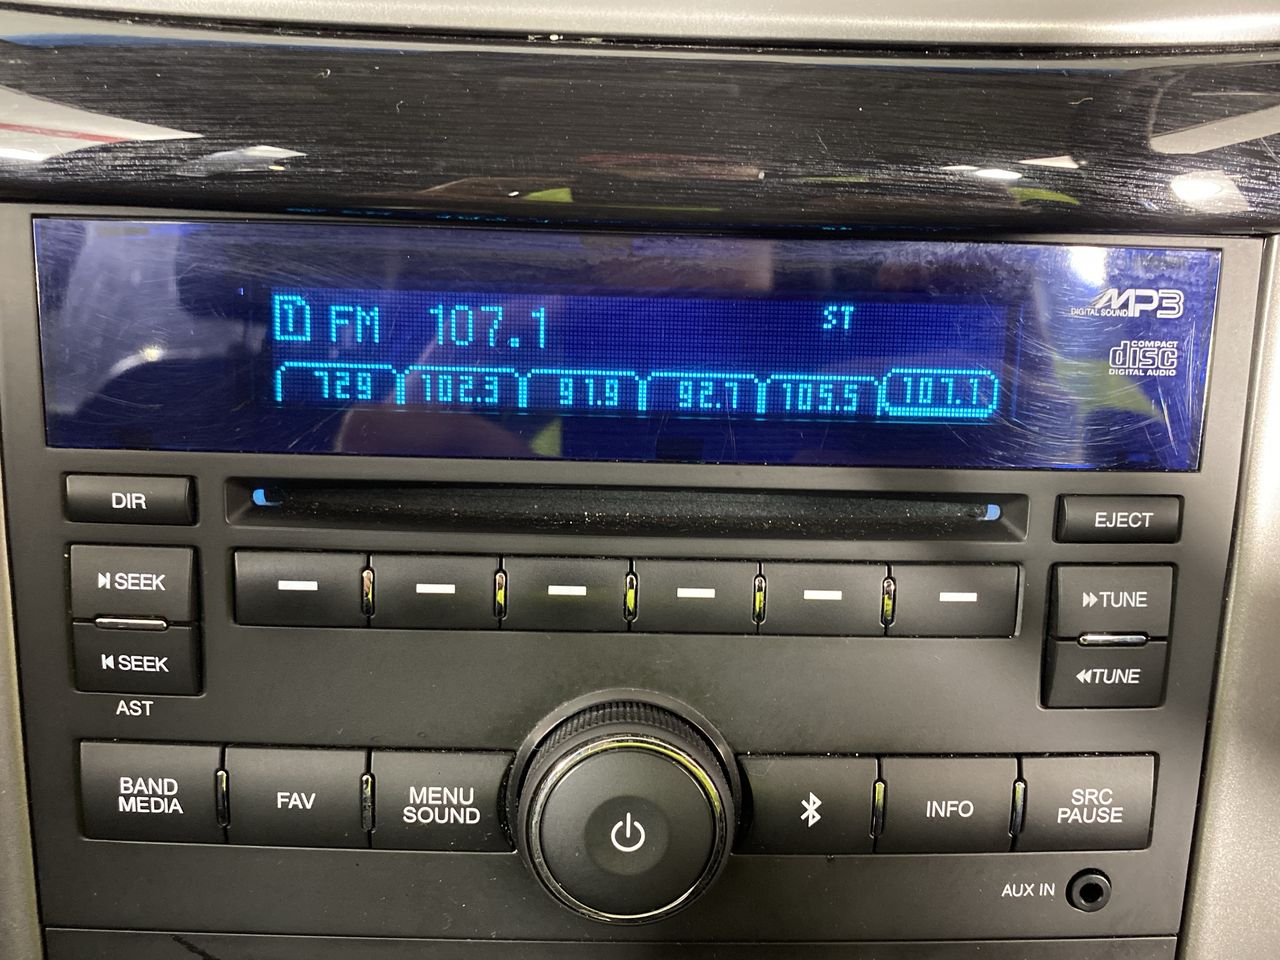 1 FM 107.1 ST
729 102.3 91.9 92.7 105.5 107.1
DIGITAL SOUND MP3
COMPACT
disc
DIGITAL AUDIO
DIR
EJECT
SEEK
TUNE
SEEK
TUNE
AST
BAND
MEDIA
FAV
MENU
SOUND
INFO
SRC
PAUSE
AUX IN